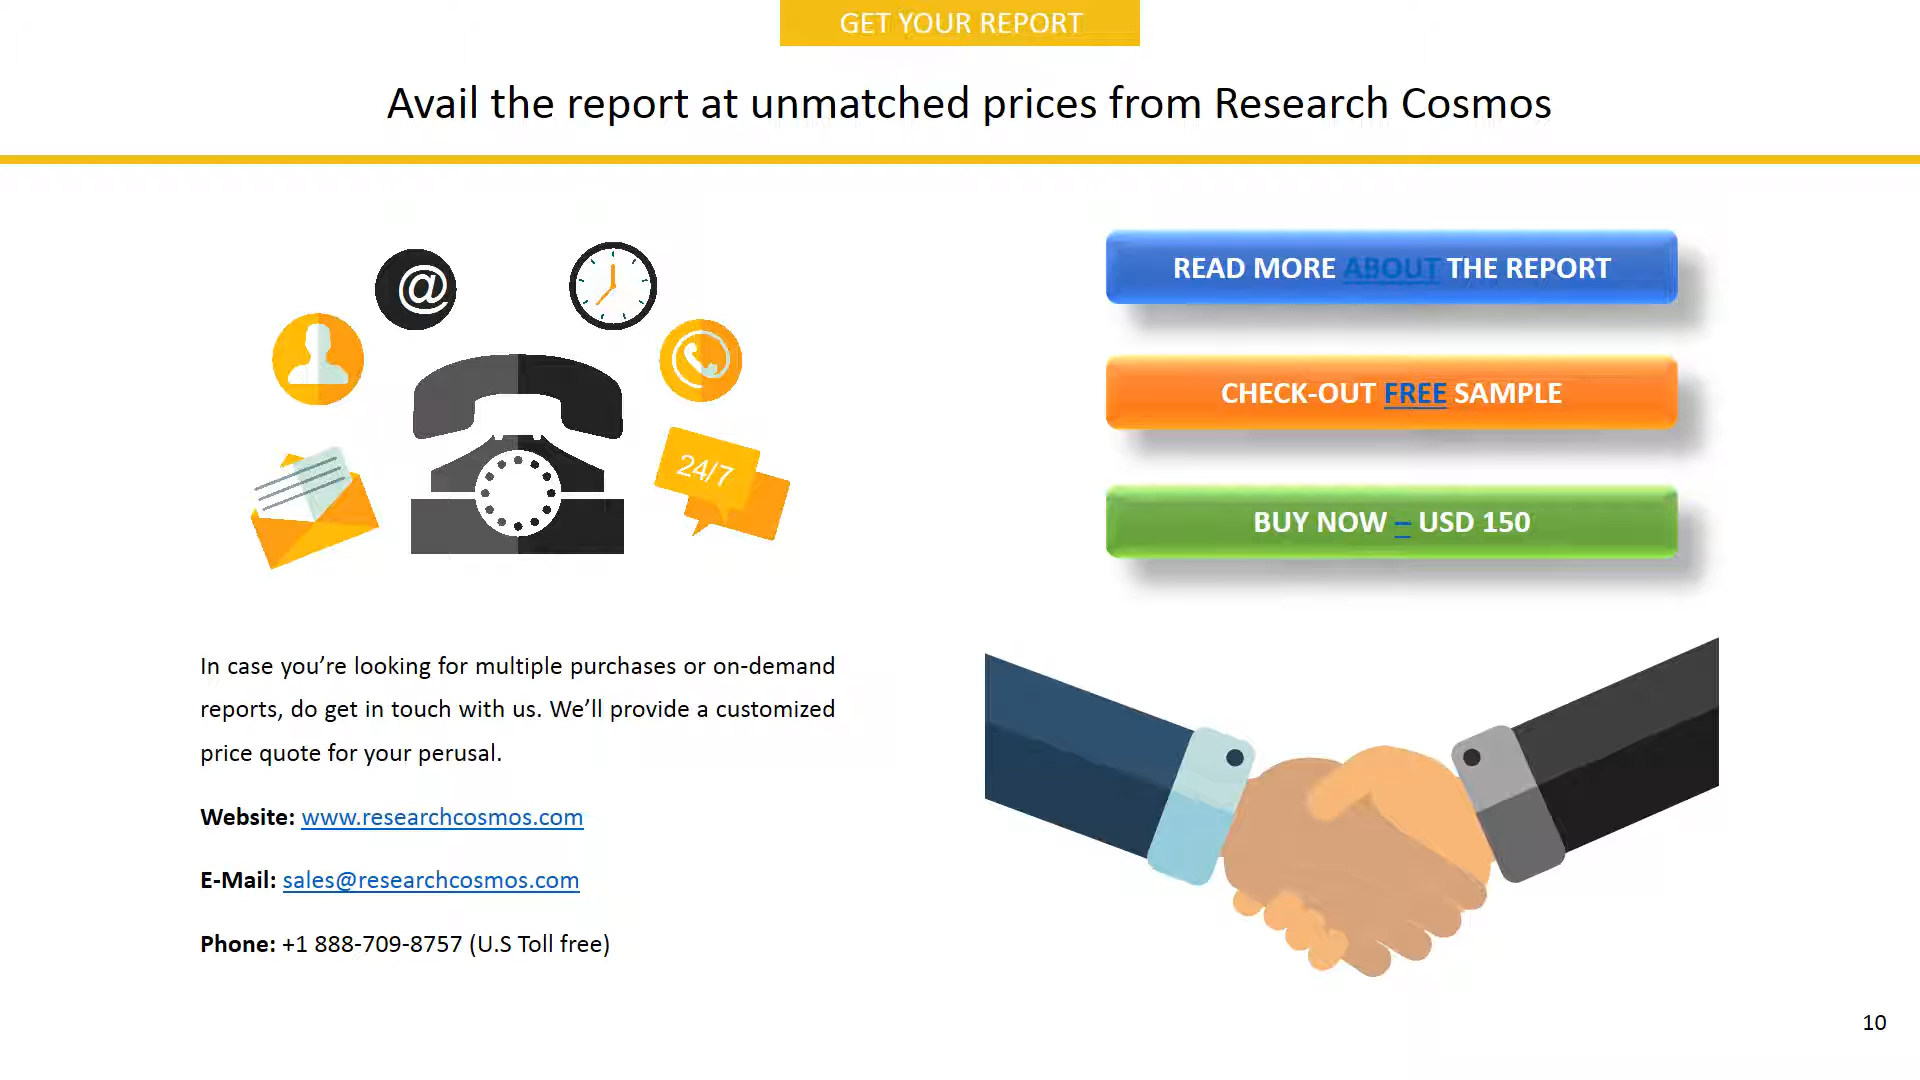 GET YOUR REPORT
Avail the report at unmatched prices from Research Cosmos
@
24/7
READ MORE ABOUT THE REPORT
CHECK-OUT FREE SAMPLE
BUY NOW – USD 150
In case you’re looking for multiple purchases or on-demand
reports, do get in touch with us. We’ll provide a customized
price quote for your perusal.
Website: www.researchcosmos.com
E-Mail: sales@researchcosmos.com
Phone: +1 888-709-8757 (U.S Toll free)
10